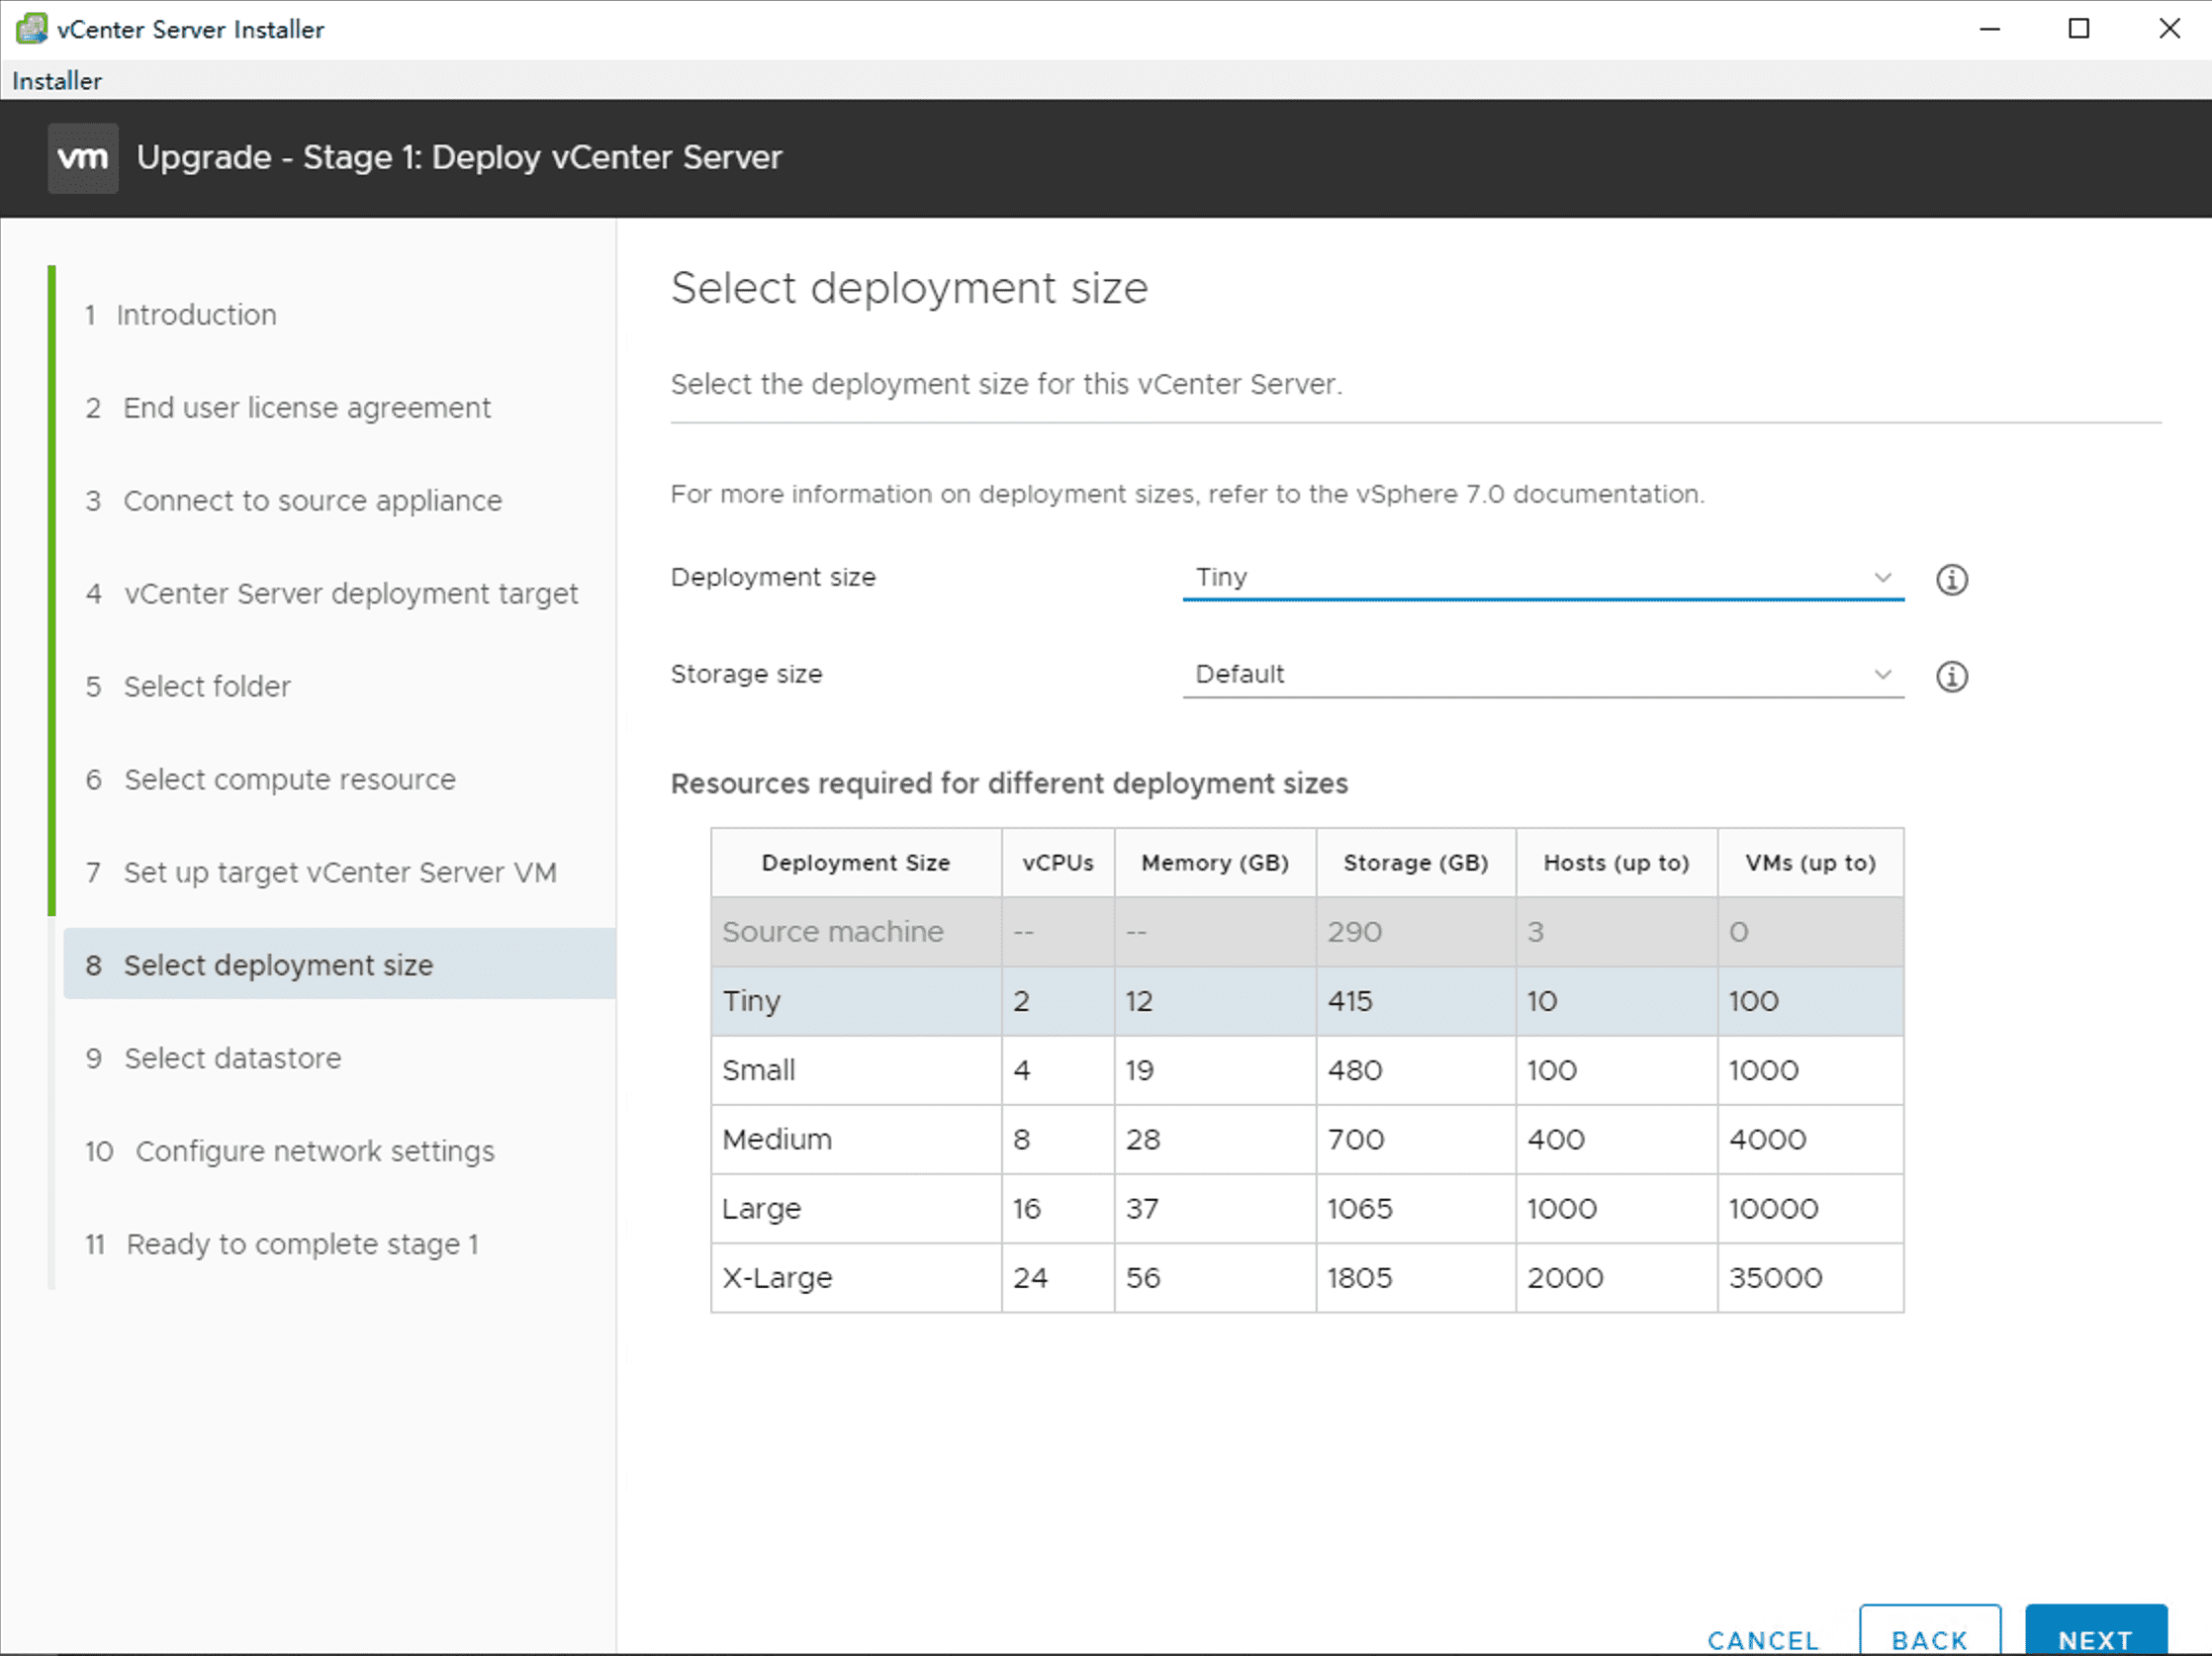 vCenter Server Installer
Installer
vm Upgrade - Stage 1: Deploy vCenter Server
1 Introduction
2 End user license agreement
3 Connect to source appliance
4 vCenter Server deployment target
5 Select folder
6 Select compute resource
7 Set up target vCenter Server VM
8 Select deployment size
9 Select datastore
10 Configure network settings
11 Ready to complete stage 1
Select deployment size
Select the deployment size for this vCenter Server.
For more information on deployment sizes, refer to the vSphere 7.0 documentation.
Deployment size Tiny
Storage size Default
Resources required for different deployment sizes
Deployment Size vCPUs Memory (GB) Storage (GB) Hosts (up to) VMs (up to)
Source machine -- -- 290 3 0
Tiny 2 12 415 10 100
Small 4 19 480 100 1000
Medium 8 28 700 400 4000
Large 16 37 1065 1000 10000
X-Large 24 56 1805 2000 35000
CANCEL BACK NEXT